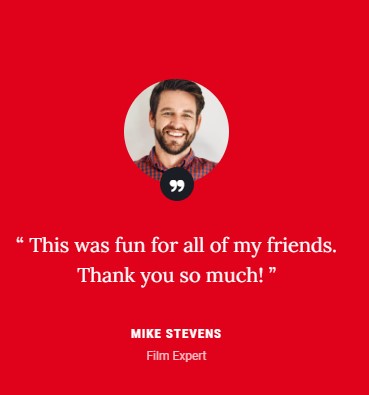 “ This was fun for all of my friends.
Thank you so much! ”
MIKE STEVENS
Film Expert